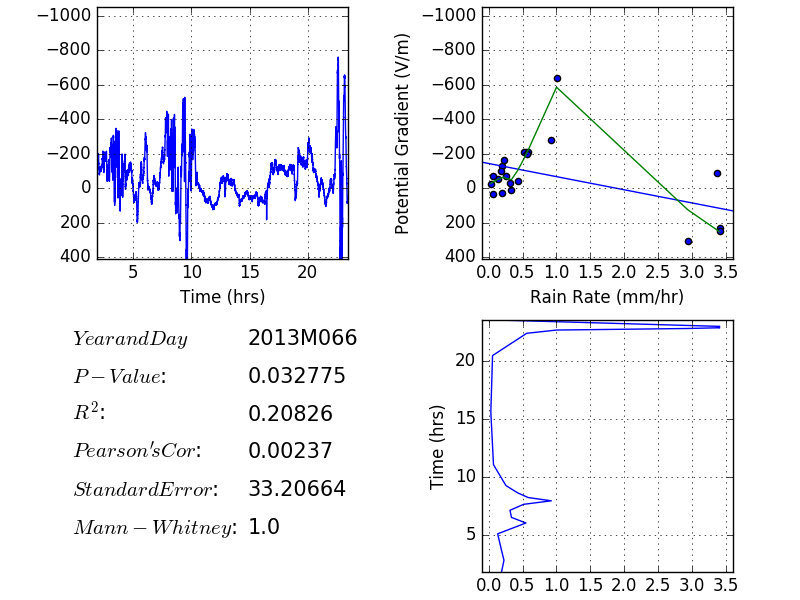 −1000
−800
−600
−400
−200
0
200
400
5 10 15 20
Time (hrs)
Potential Gradient (V/m)
−1000
−800
−600
−400
−200
0
200
400
0.0 0.5 1.0 1.5 2.0 2.5 3.0 3.5
Rain Rate (mm/hr)
YearandDay 2013M066
P−Value: 0.032775
R²: 0.20826
Pearson'sCor: 0.00237
StandardError: 33.20664
Mann−Whitney: 1.0
Time (hrs)
20
15
10
5
0.0 0.5 1.0 1.5 2.0 2.5 3.0 3.5